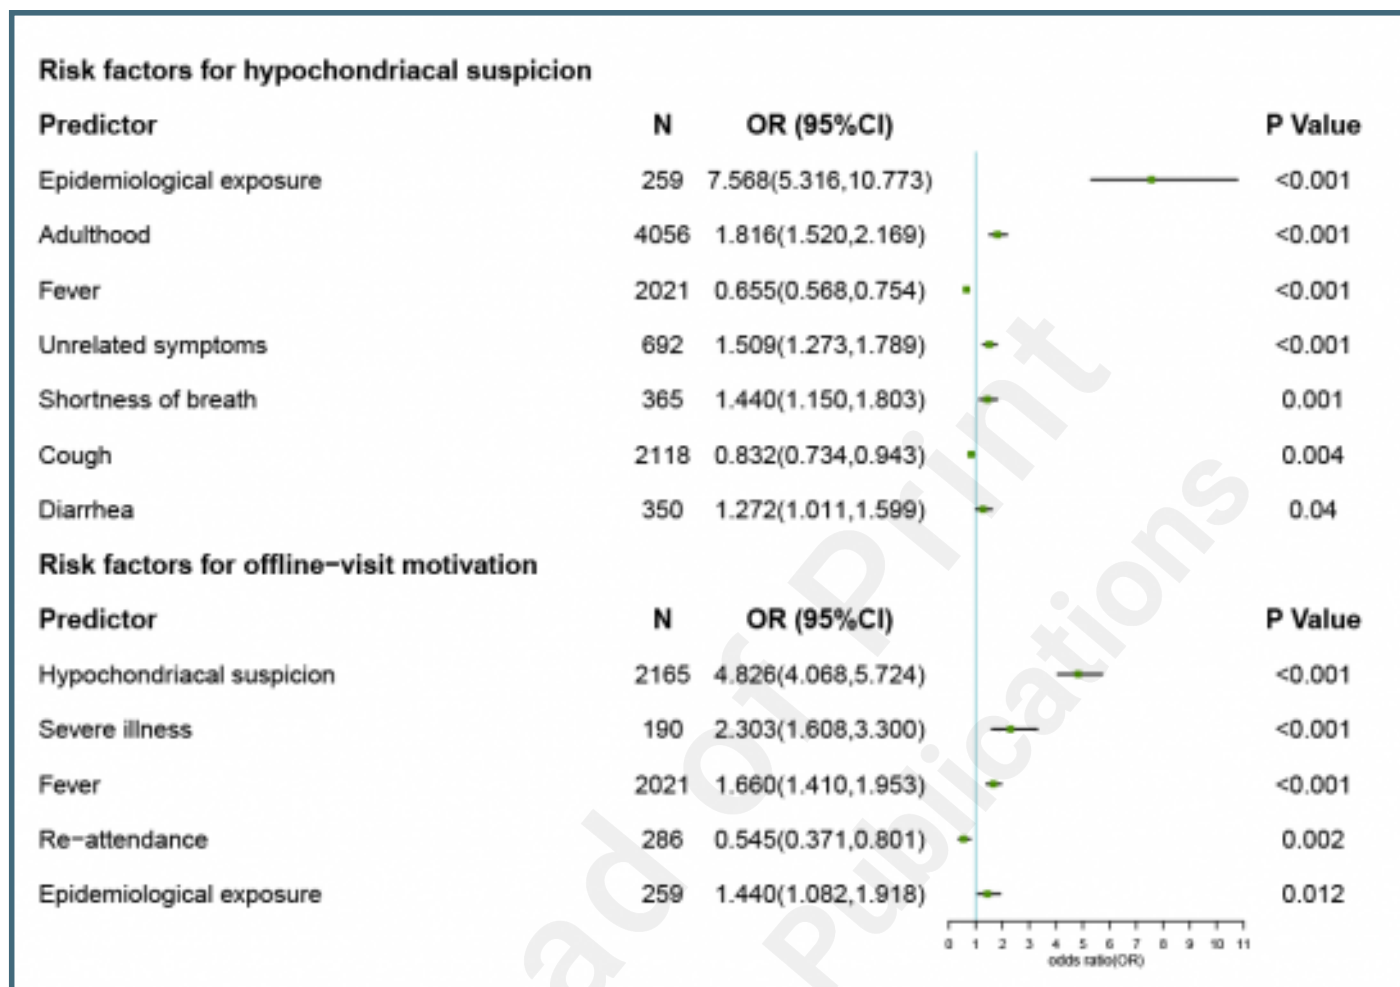 Risk factors for hypochondriacal suspicion
Predictor N OR (95%CI) P Value
Epidemiological exposure 259 7.568(5.316,10.773) <0.001
Adulthood 4056 1.816(1.520,2.169) <0.001
Fever 2021 0.655(0.568,0.754) <0.001
Unrelated symptoms 692 1.509(1.273,1.789) <0.001
Shortness of breath 365 1.440(1.150,1.803) 0.001
Cough 2118 0.832(0.734,0.943) 0.004
Diarrhea 350 1.272(1.011,1.599) 0.04
Risk factors for offline−visit motivation
Predictor N OR (95%CI) P Value
Hypochondriacal suspicion 2165 4.826(4.068,5.724) <0.001
Severe illness 190 2.303(1.608,3.300) <0.001
Fever 2021 1.660(1.410,1.953) <0.001
Re−attendance 286 0.545(0.371,0.801) 0.002
Epidemiological exposure 259 1.440(1.082,1.918) 0.012
0 1 2 3 4 5 6 7 8 9 10 11
odds ratio(OR)
ad of Print
Publications